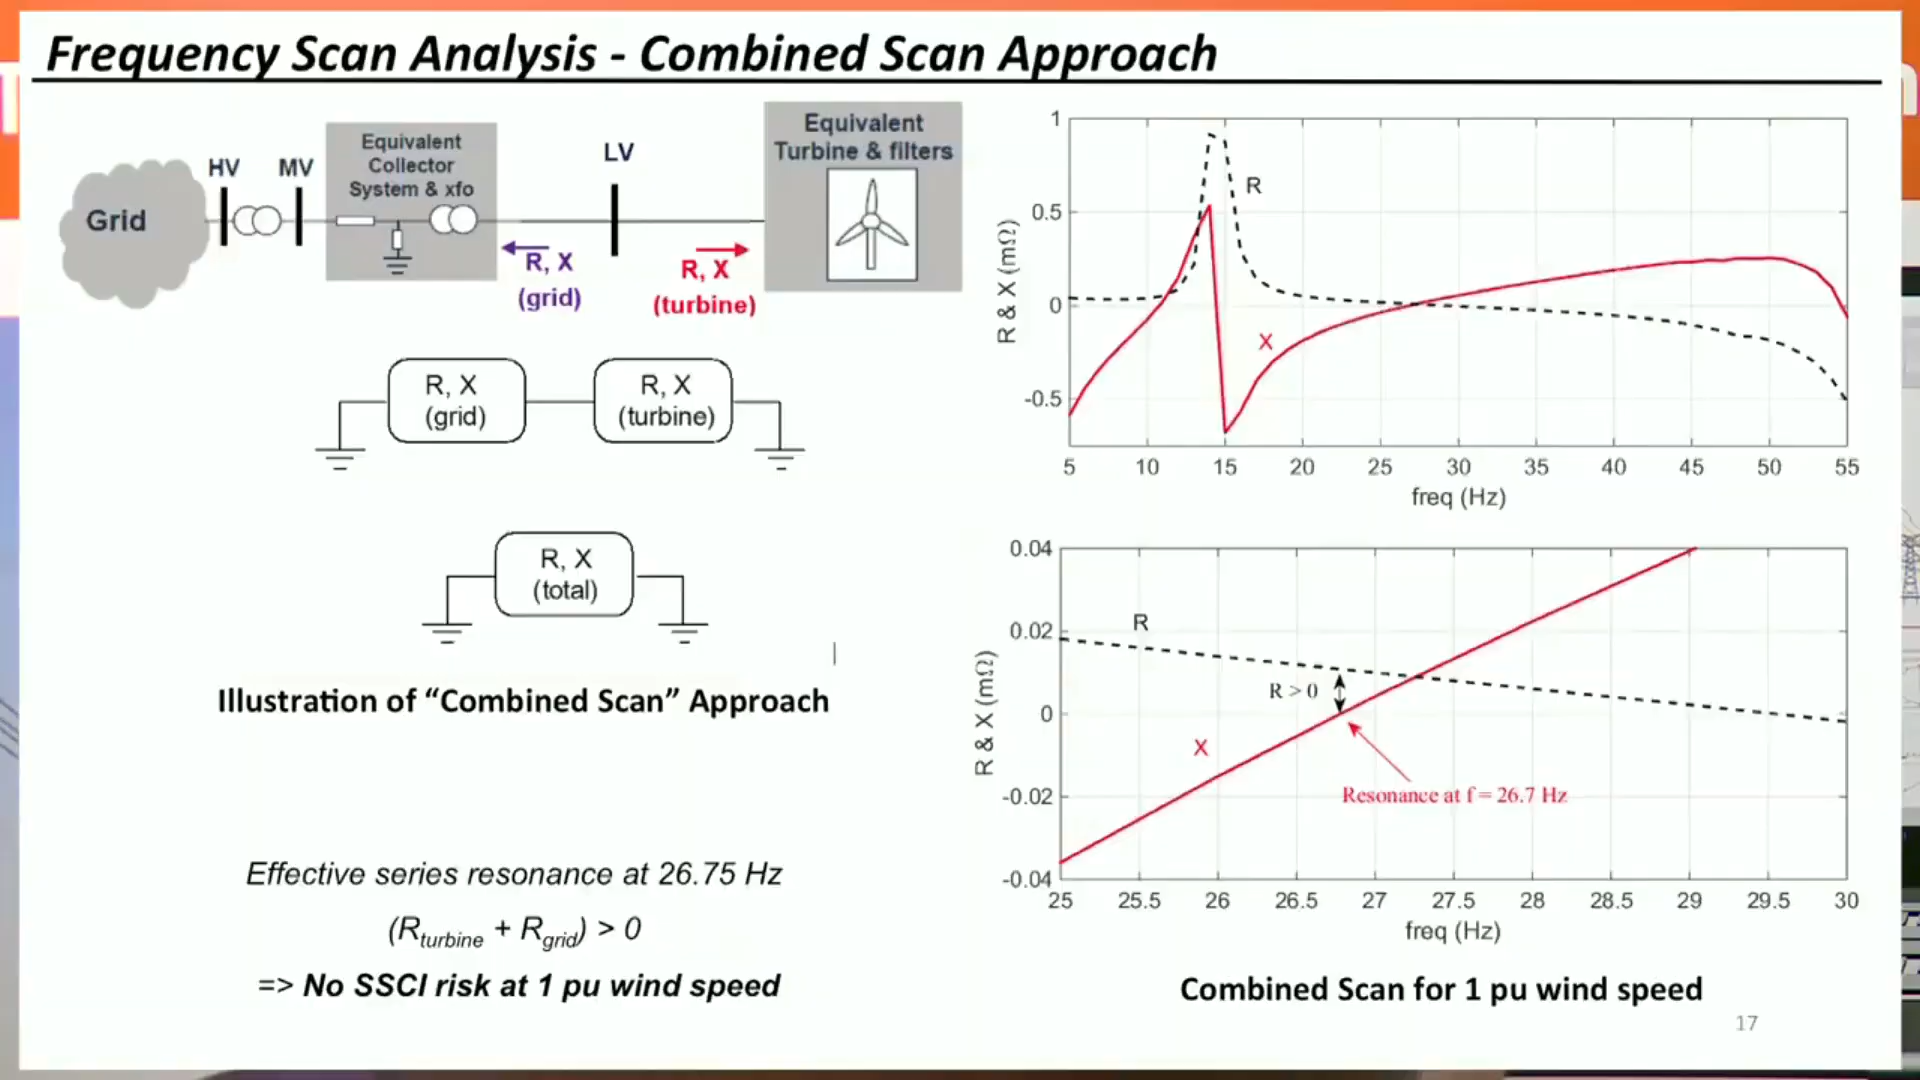 Frequency Scan Analysis - Combined Scan Approach
Grid
HV
MV
Equivalent
Collector
System & xfo
LV
Equivalent
Turbine & filters
R, X
(grid)
R, X
(turbine)
R, X
(grid)
R, X
(turbine)
R, X
(total)
Illustration of “Combined Scan” Approach
Effective series resonance at 26.75 Hz
(Rturbine + Rgrid) > 0
=> No SSCI risk at 1 pu wind speed
1
0.5
0
-0.5
R & X (mΩ)
R
X
5 10 15 20 25 30 35 40 45 50 55
freq (Hz)
0.04
0.02
0
-0.02
-0.04
R & X (mΩ)
R
R > 0
X
Resonance at f = 26.7 Hz
25 25.5 26 26.5 27 27.5 28 28.5 29 29.5 30
freq (Hz)
Combined Scan for 1 pu wind speed
17